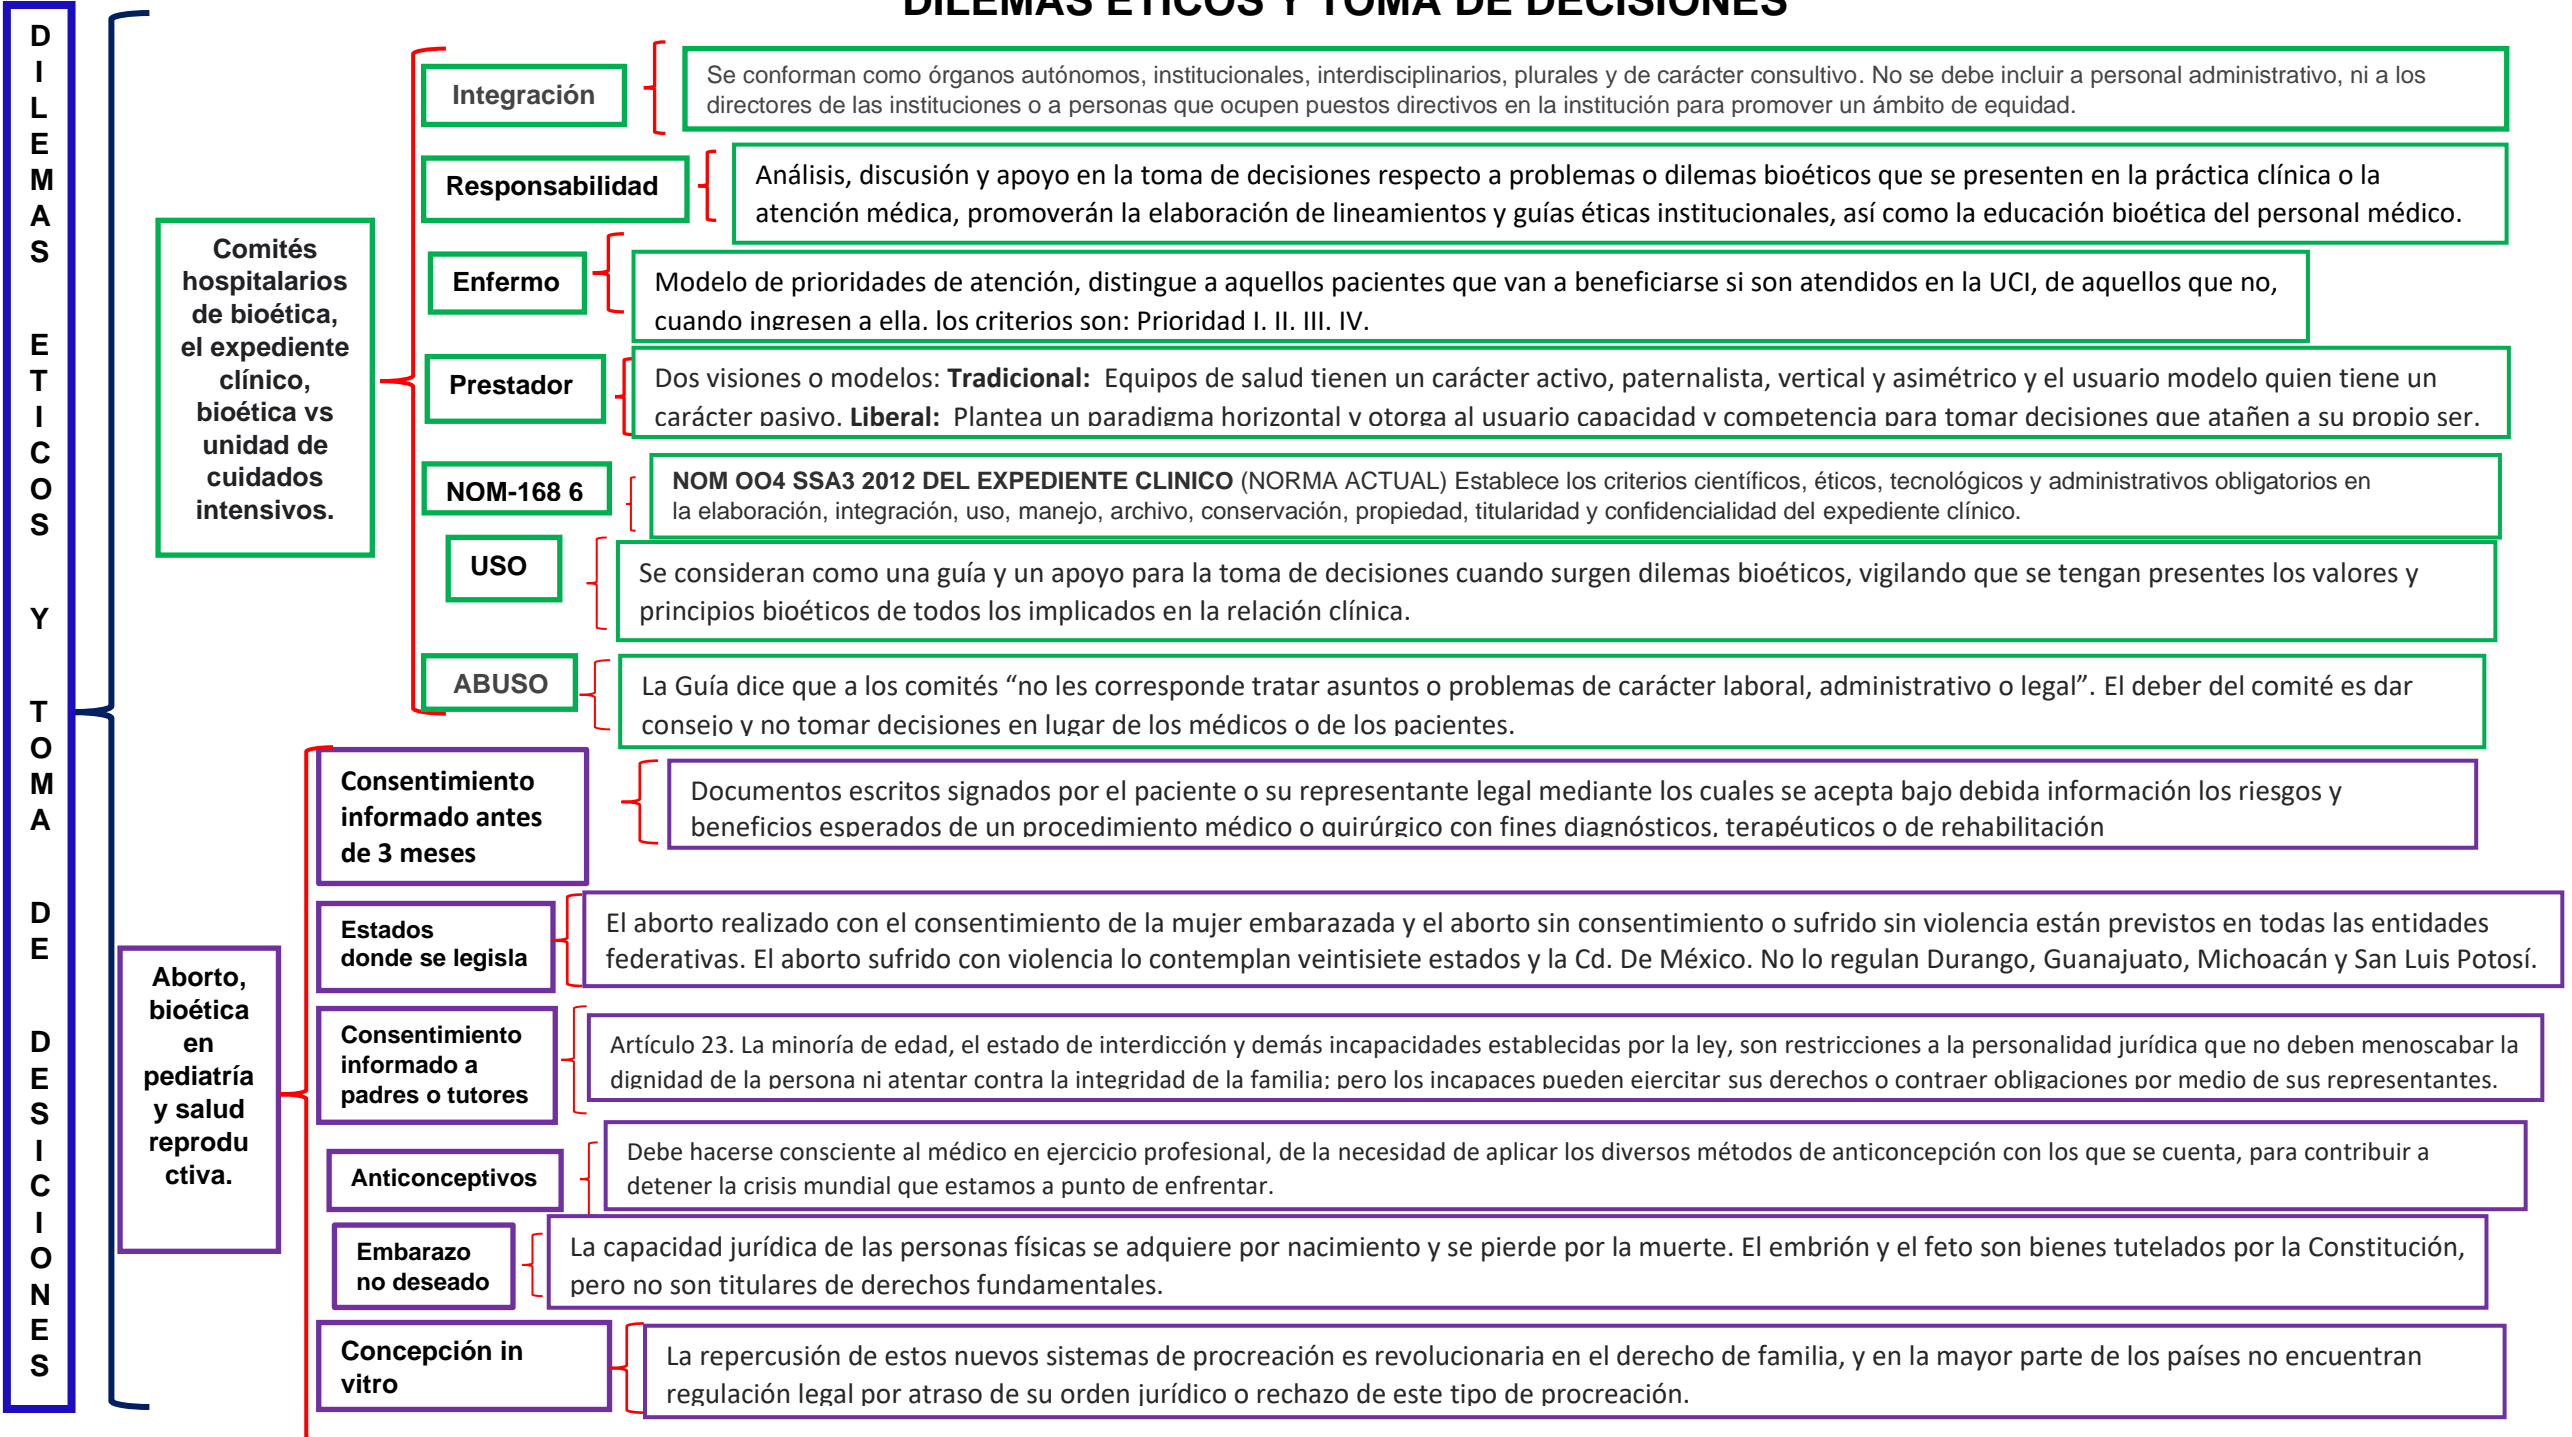 DILEMAS ETICOS Y TOMA DE DECISIONES
DILEMAS ETICOS Y TOMA DE DESICIONES
Comités
hospitalarios
de bioética,
el expediente
clínico,
bioética vs
unidad de
cuidados
intensivos.
Integración
Se conforman como órganos autónomos, institucionales, interdisciplinarios, plurales y de carácter consultivo. No se debe incluir a personal administrativo, ni a los
directores de las instituciones o a personas que ocupen puestos directivos en la institución para promover un ámbito de equidad.
Responsabilidad
Análisis, discusión y apoyo en la toma de decisiones respecto a problemas o dilemas bioéticos que se presenten en la práctica clínica o la
atención médica, promoverán la elaboración de lineamientos y guías éticas institucionales, así como la educación bioética del personal médico.
Enfermo
Modelo de prioridades de atención, distingue a aquellos pacientes que van a beneficiarse si son atendidos en la UCI, de aquellos que no,
cuando ingresen a ella. los criterios son: Prioridad I. II. III. IV.
Prestador
Dos visiones o modelos: Tradicional: Equipos de salud tienen un carácter activo, paternalista, vertical y asimétrico y el usuario modelo quien tiene un
carácter pasivo. Liberal: Plantea un paradigma horizontal y otorga al usuario capacidad y competencia para tomar decisiones que atañen a su propio ser.
NOM-168 6
NOM OO4 SSA3 2012 DEL EXPEDIENTE CLINICO (NORMA ACTUAL) Establece los criterios científicos, éticos, tecnológicos y administrativos obligatorios en
la elaboración, integración, uso, manejo, archivo, conservación, propiedad, titularidad y confidencialidad del expediente clínico.
USO
Se consideran como una guía y un apoyo para la toma de decisiones cuando surgen dilemas bioéticos, vigilando que se tengan presentes los valores y
principios bioéticos de todos los implicados en la relación clínica.
ABUSO
La Guía dice que a los comités “no les corresponde tratar asuntos o problemas de carácter laboral, administrativo o legal”. El deber del comité es dar
consejo y no tomar decisiones en lugar de los médicos o de los pacientes.
Aborto,
bioética
en
pediatría
y salud
reprodu
ctiva.
Consentimiento
informado antes
de 3 meses
Documentos escritos signados por el paciente o su representante legal mediante los cuales se acepta bajo debida información los riesgos y
beneficios esperados de un procedimiento médico o quirúrgico con fines diagnósticos, terapéuticos o de rehabilitación
Estados
donde se legisla
El aborto realizado con el consentimiento de la mujer embarazada y el aborto sin consentimiento o sufrido sin violencia están previstos en todas las entidades
federativas. El aborto sufrido con violencia lo contemplan veintisiete estados y la Cd. De México. No lo regulan Durango, Guanajuato, Michoacán y San Luis Potosí.
Consentimiento
informado a
padres o tutores
Artículo 23. La minoría de edad, el estado de interdicción y demás incapacidades establecidas por la ley, son restricciones a la personalidad jurídica que no deben menoscabar la
dignidad de la persona ni atentar contra la integridad de la familia; pero los incapaces pueden ejercitar sus derechos o contraer obligaciones por medio de sus representantes.
Anticonceptivos
Debe hacerse consciente al médico en ejercicio profesional, de la necesidad de aplicar los diversos métodos de anticoncepción con los que se cuenta, para contribuir a
detener la crisis mundial que estamos a punto de enfrentar.
Embarazo
no deseado
La capacidad jurídica de las personas físicas se adquiere por nacimiento y se pierde por la muerte. El embrión y el feto son bienes tutelados por la Constitución,
pero no son titulares de derechos fundamentales.
Concepción in
vitro
La repercusión de estos nuevos sistemas de procreación es revolucionaria en el derecho de familia, y en la mayor parte de los países no encuentran
regulación legal por atraso de su orden jurídico o rechazo de este tipo de procreación.